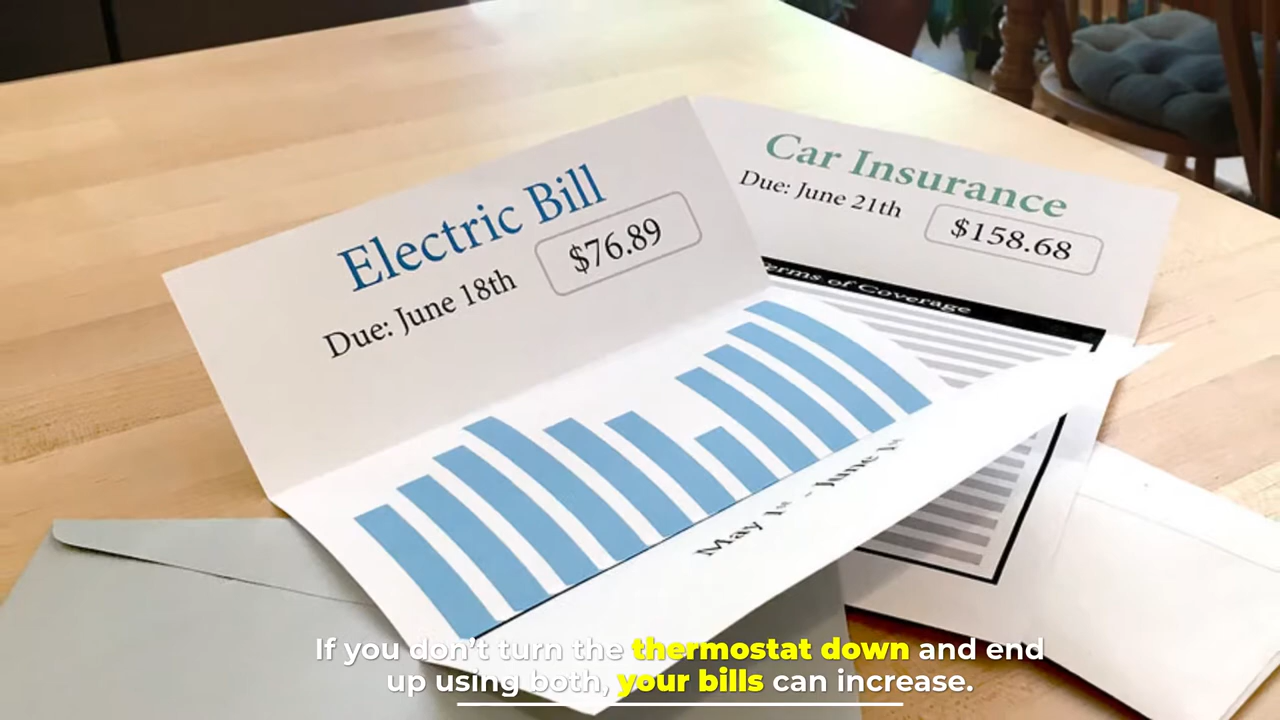 Electric Bill
Due: June 18th
$76.89
May 1st - June 1st
Car Insurance
Due: June 21th
$158.68
Terms of Coverage
If you don't turn the thermostat down and end
up using both, your bills can increase.